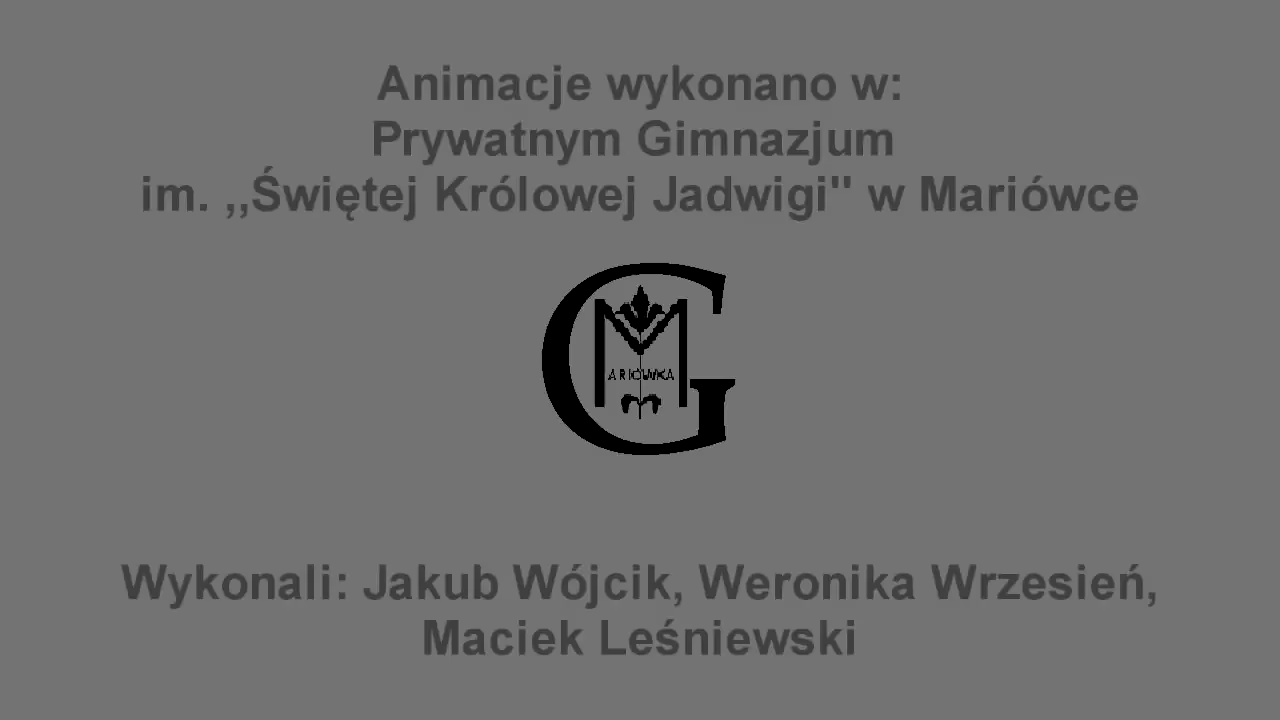 Animacje wykonano w:
Prywatnym Gimnazjum
im. ,,Świętej Królowej Jadwigi" w Mariówce
G
M
ARIÓWKA
Wykonali: Jakub Wójcik, Weronika Wrzesień,
Maciek Leśniewski